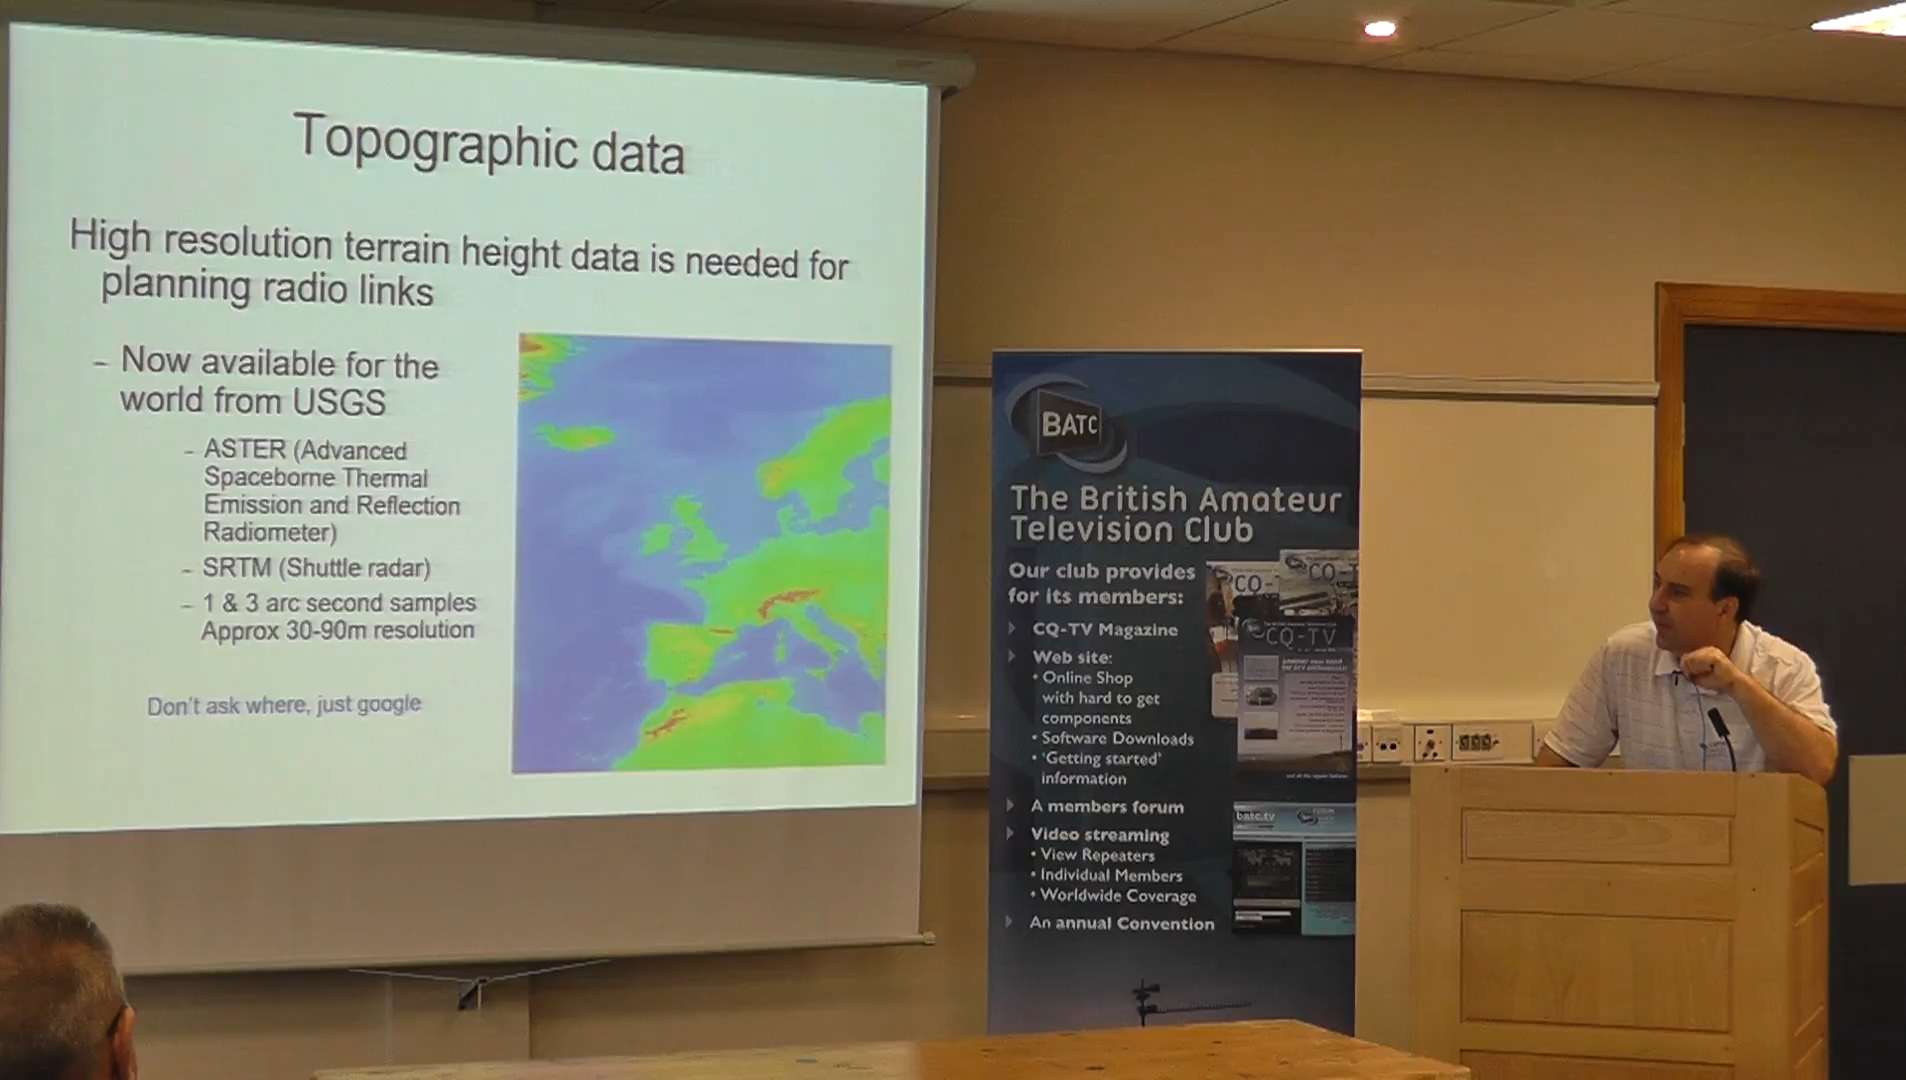 Topographic data
High resolution terrain height data is needed for
planning radio links
- Now available for the
world from USGS
- ASTER (Advanced
Spaceborne Thermal
Emission and Reflection
Radiometer)
- SRTM (Shuttle radar)
- 1 & 3 arc second samples
Approx 30-90m resolution
Don't ask where, just google
BATC
The British Amateur
Television Club
Our club provides
for its members:
CQ-TV Magazine
Web site:
• Online Shop
with hard to get
components
• Software Downloads
• 'Getting started'
information
A members forum
Video streaming
• View Repeaters
• Individual Members
• Worldwide Coverage
An annual Convention
CQ-TV
batc.tv